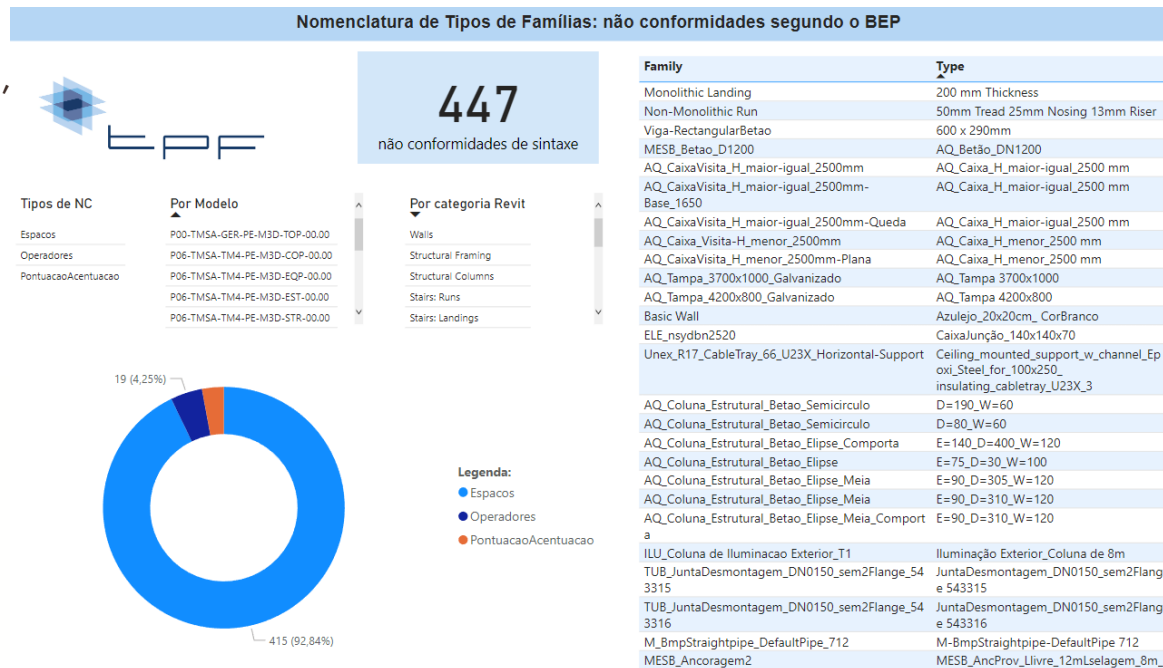 Nomenclatura de Tipos de Famílias: não conformidades segundo o BEP
,
tpf
447
não conformidades de sintaxe
Tipos de NC
Espacos
Operadores
PontuacaoAcentuacao
Por Modelo
P00-TMSA-GER-PE-M3D-TOP-00.00
P06-TMSA-TM4-PE-M3D-COP-00.00
P06-TMSA-TM4-PE-M3D-EQP-00.00
P06-TMSA-TM4-PE-M3D-EST-00.00
P06-TMSA-TM4-PE-M3D-STR-00.00
Por categoria Revit
Walls
Structural Framing
Structural Columns
Stairs: Runs
Stairs: Landings
19 (4,25%)
415 (92,84%)
Legenda:
Espacos
Operadores
PontuacaoAcentuacao
Family Type
Monolithic Landing 200 mm Thickness
Non-Monolithic Run 50mm Tread 25mm Nosing 13mm Riser
Viga-RectangularBetao 600 x 290mm
MESB_Betao_D1200 AQ_Betão_DN1200
AQ_CaixaVisita_H_maior-igual_2500mm AQ_Caixa_H_maior-igual_2500 mm
AQ_CaixaVisita_H_maior-igual_2500mm- AQ_Caixa_H_maior-igual_2500 mm
Base_1650
AQ_CaixaVisita_H_maior-igual_2500mm-Queda AQ_Caixa_H_maior-igual_2500 mm
AQ_Caixa_Visita-H_menor_2500mm AQ_Caixa_H_menor_2500 mm
AQ_CaixaVisita_H_menor_2500mm-Plana AQ_Caixa_H_menor_2500 mm
AQ_Tampa_3700x1000_Galvanizado AQ_Tampa 3700x1000
AQ_Tampa_4200x800_Galvanizado AQ_Tampa 4200x800
Basic Wall Azulejo_20x20cm_ CorBranco
ELE_nsydbn2520 CaixaJunção_140x140x70
Unex_R17_CableTray_66_U23X_Horizontal-Support Ceiling_mounted_support_w_channel_Ep
oxi_Steel_for_100x250_
insulating_cabletray_U23X_3
AQ_Coluna_Estrutural_Betao_Semicirculo D=190_W=60
AQ_Coluna_Estrutural_Betao_Semicirculo D=80_W=60
AQ_Coluna_Estrutural_Betao_Elipse_Comporta E=140_D=400_W=120
AQ_Coluna_Estrutural_Betao_Elipse E=75_D=30_W=100
AQ_Coluna_Estrutural_Betao_Elipse_Meia E=90_D=305_W=120
AQ_Coluna_Estrutural_Betao_Elipse_Meia E=90_D=310_W=120
AQ_Coluna_Estrutural_Betao_Elipse_Meia_Comport E=90_D=310_W=120
a
ILU_Coluna de Iluminacao Exterior_T1 Iluminação Exterior_Coluna de 8m
TUB_JuntaDesmontagem_DN0150_sem2Flange_54 JuntaDesmontagem_DN0150_sem2Flang
3315 e 543315
TUB_JuntaDesmontagem_DN0150_sem2Flange_54 JuntaDesmontagem_DN0150_sem2Flang
3316 e 543316
M_BmpStraightpipe_DefaultPipe_712 M-BmpStraightpipe-DefaultPipe 712
MESB_Ancoragem2 MESB_AncProv_Llivre_12mLselagem_8m_